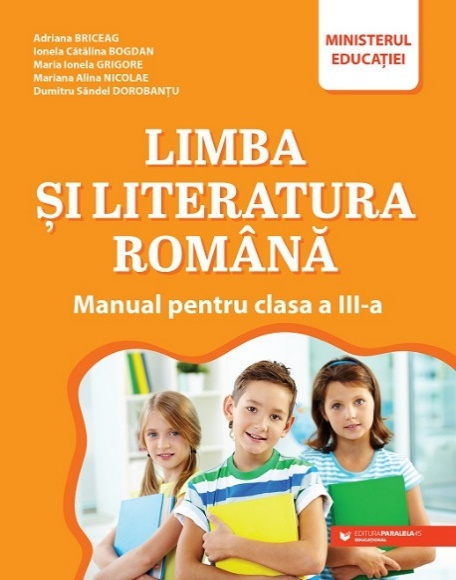 Adriana BRICEAG
Ionela Cătălina BOGDAN
Maria Ionela GRIGORE
Mariana Alina NICOLAE
Dumitru Săndel DOROBANȚU
MINISTERUL
EDUCAȚIEI
LIMBA
ȘI LITERATURA
ROMÂNĂ
Manual pentru clasa a III-a
EDITURA PARALELA 45
EDUCAȚIONAL